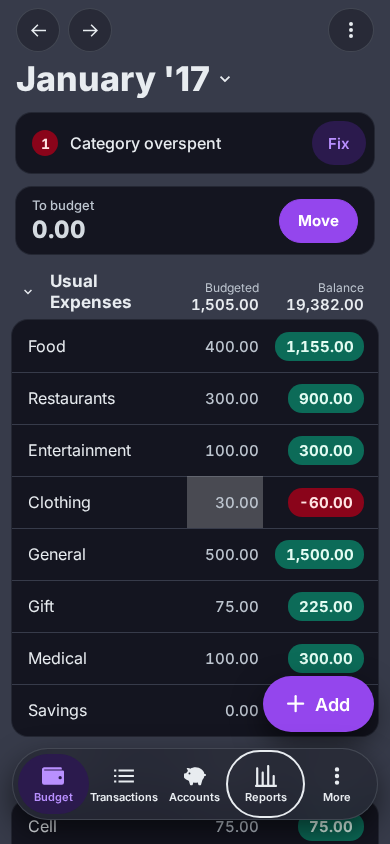 January '17
1 Category overspent Fix
To budget
0.00 Move
Usual Expenses Budgeted Balance
1,505.00 19,382.00
Food 400.00 1,155.00
Restaurants 300.00 900.00
Entertainment 100.00 300.00
Clothing 30.00 -60.00
General 500.00 1,500.00
Gift 75.00 225.00
Medical 100.00 300.00
Savings 0.00
+ Add
Budget Transactions Accounts Reports More
Cell 75.00 75.00